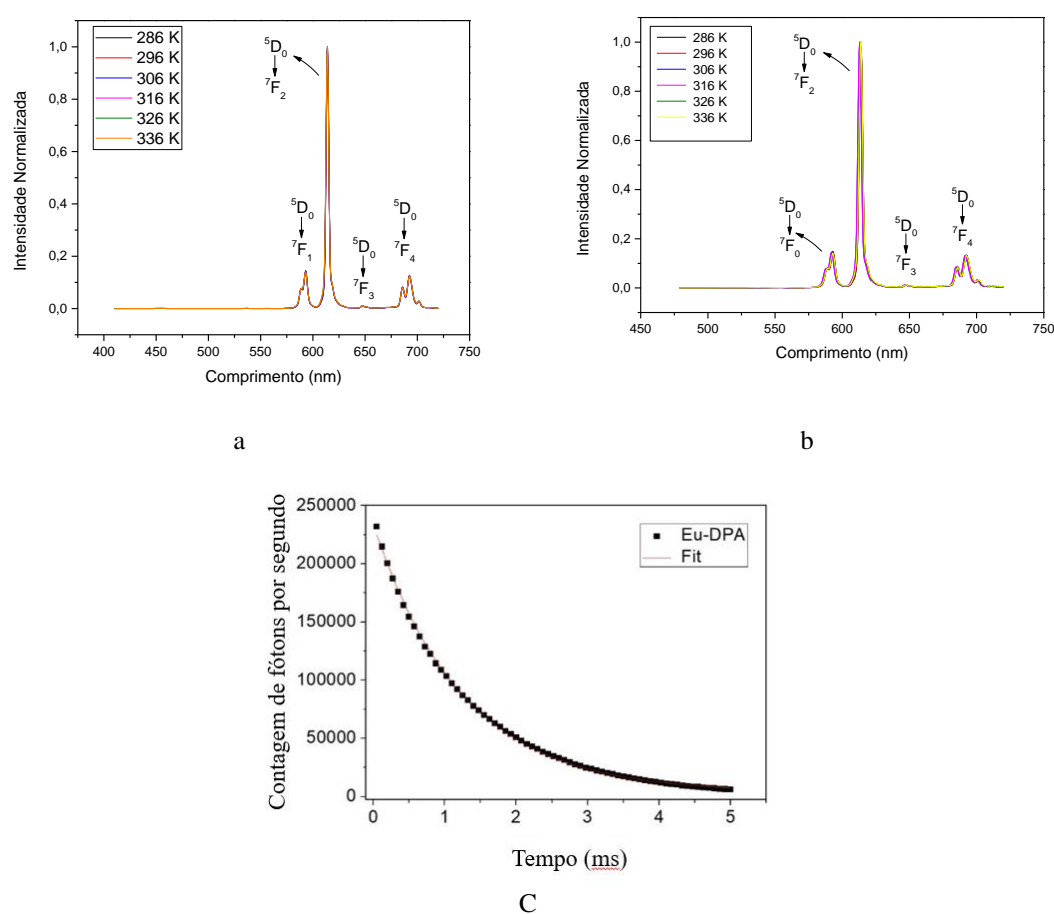 286 K
296 K
306 K
316 K
326 K
336 K
⁵D₀
⁷F₂
⁵D₀
⁷F₁
⁵D₀
⁷F₃
⁵D₀
⁷F₄
Intensidade Normalizada
1,0
0,8
0,6
0,4
0,2
0,0
400 450 500 550 600 650 700 750
Comprimento (nm)
a
286 K
296 K
306 K
316 K
326 K
336 K
⁵D₀
⁷F₂
⁵D₀
⁷F₀
⁵D₀
⁷F₃
⁵D₀
⁷F₄
Intensidade Normalizada
1,0
0,8
0,6
0,4
0,2
0,0
450 500 550 600 650 700 750
Comprimento (nm)
b
Contagem de fótons por segundo
250000
200000
150000
100000
50000
0
Eu-DPA
Fit
0 1 2 3 4 5
Tempo (ms)
C